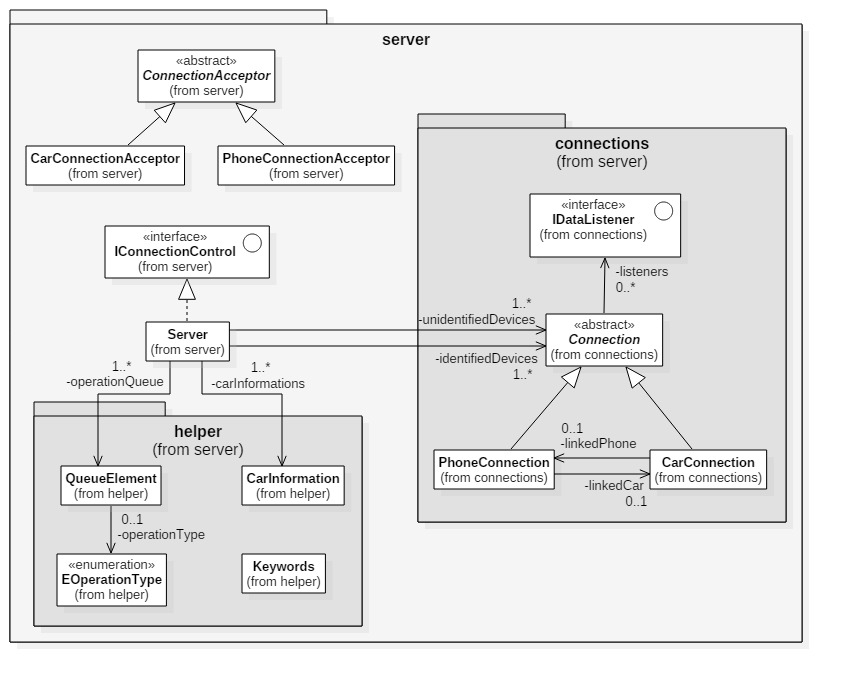 server
«abstract»
ConnectionAcceptor
(from server)
CarConnectionAcceptor
(from server)
PhoneConnectionAcceptor
(from server)
connections
(from server)
«interface»
IDataListener
(from connections)
-listeners
0..*
«interface»
IConnectionControl
(from server)
Server
(from server)
1..*
-unidentifiedDevices
-identifiedDevices
1..*
«abstract»
Connection
(from connections)
1..*
-operationQueue
1..*
-carInformations
0..1
-linkedPhone
PhoneConnection
(from connections)
CarConnection
(from connections)
-linkedCar
0..1
helper
(from server)
QueueElement
(from helper)
CarInformation
(from helper)
0..1
-operationType
«enumeration»
EOperationType
(from helper)
Keywords
(from helper)